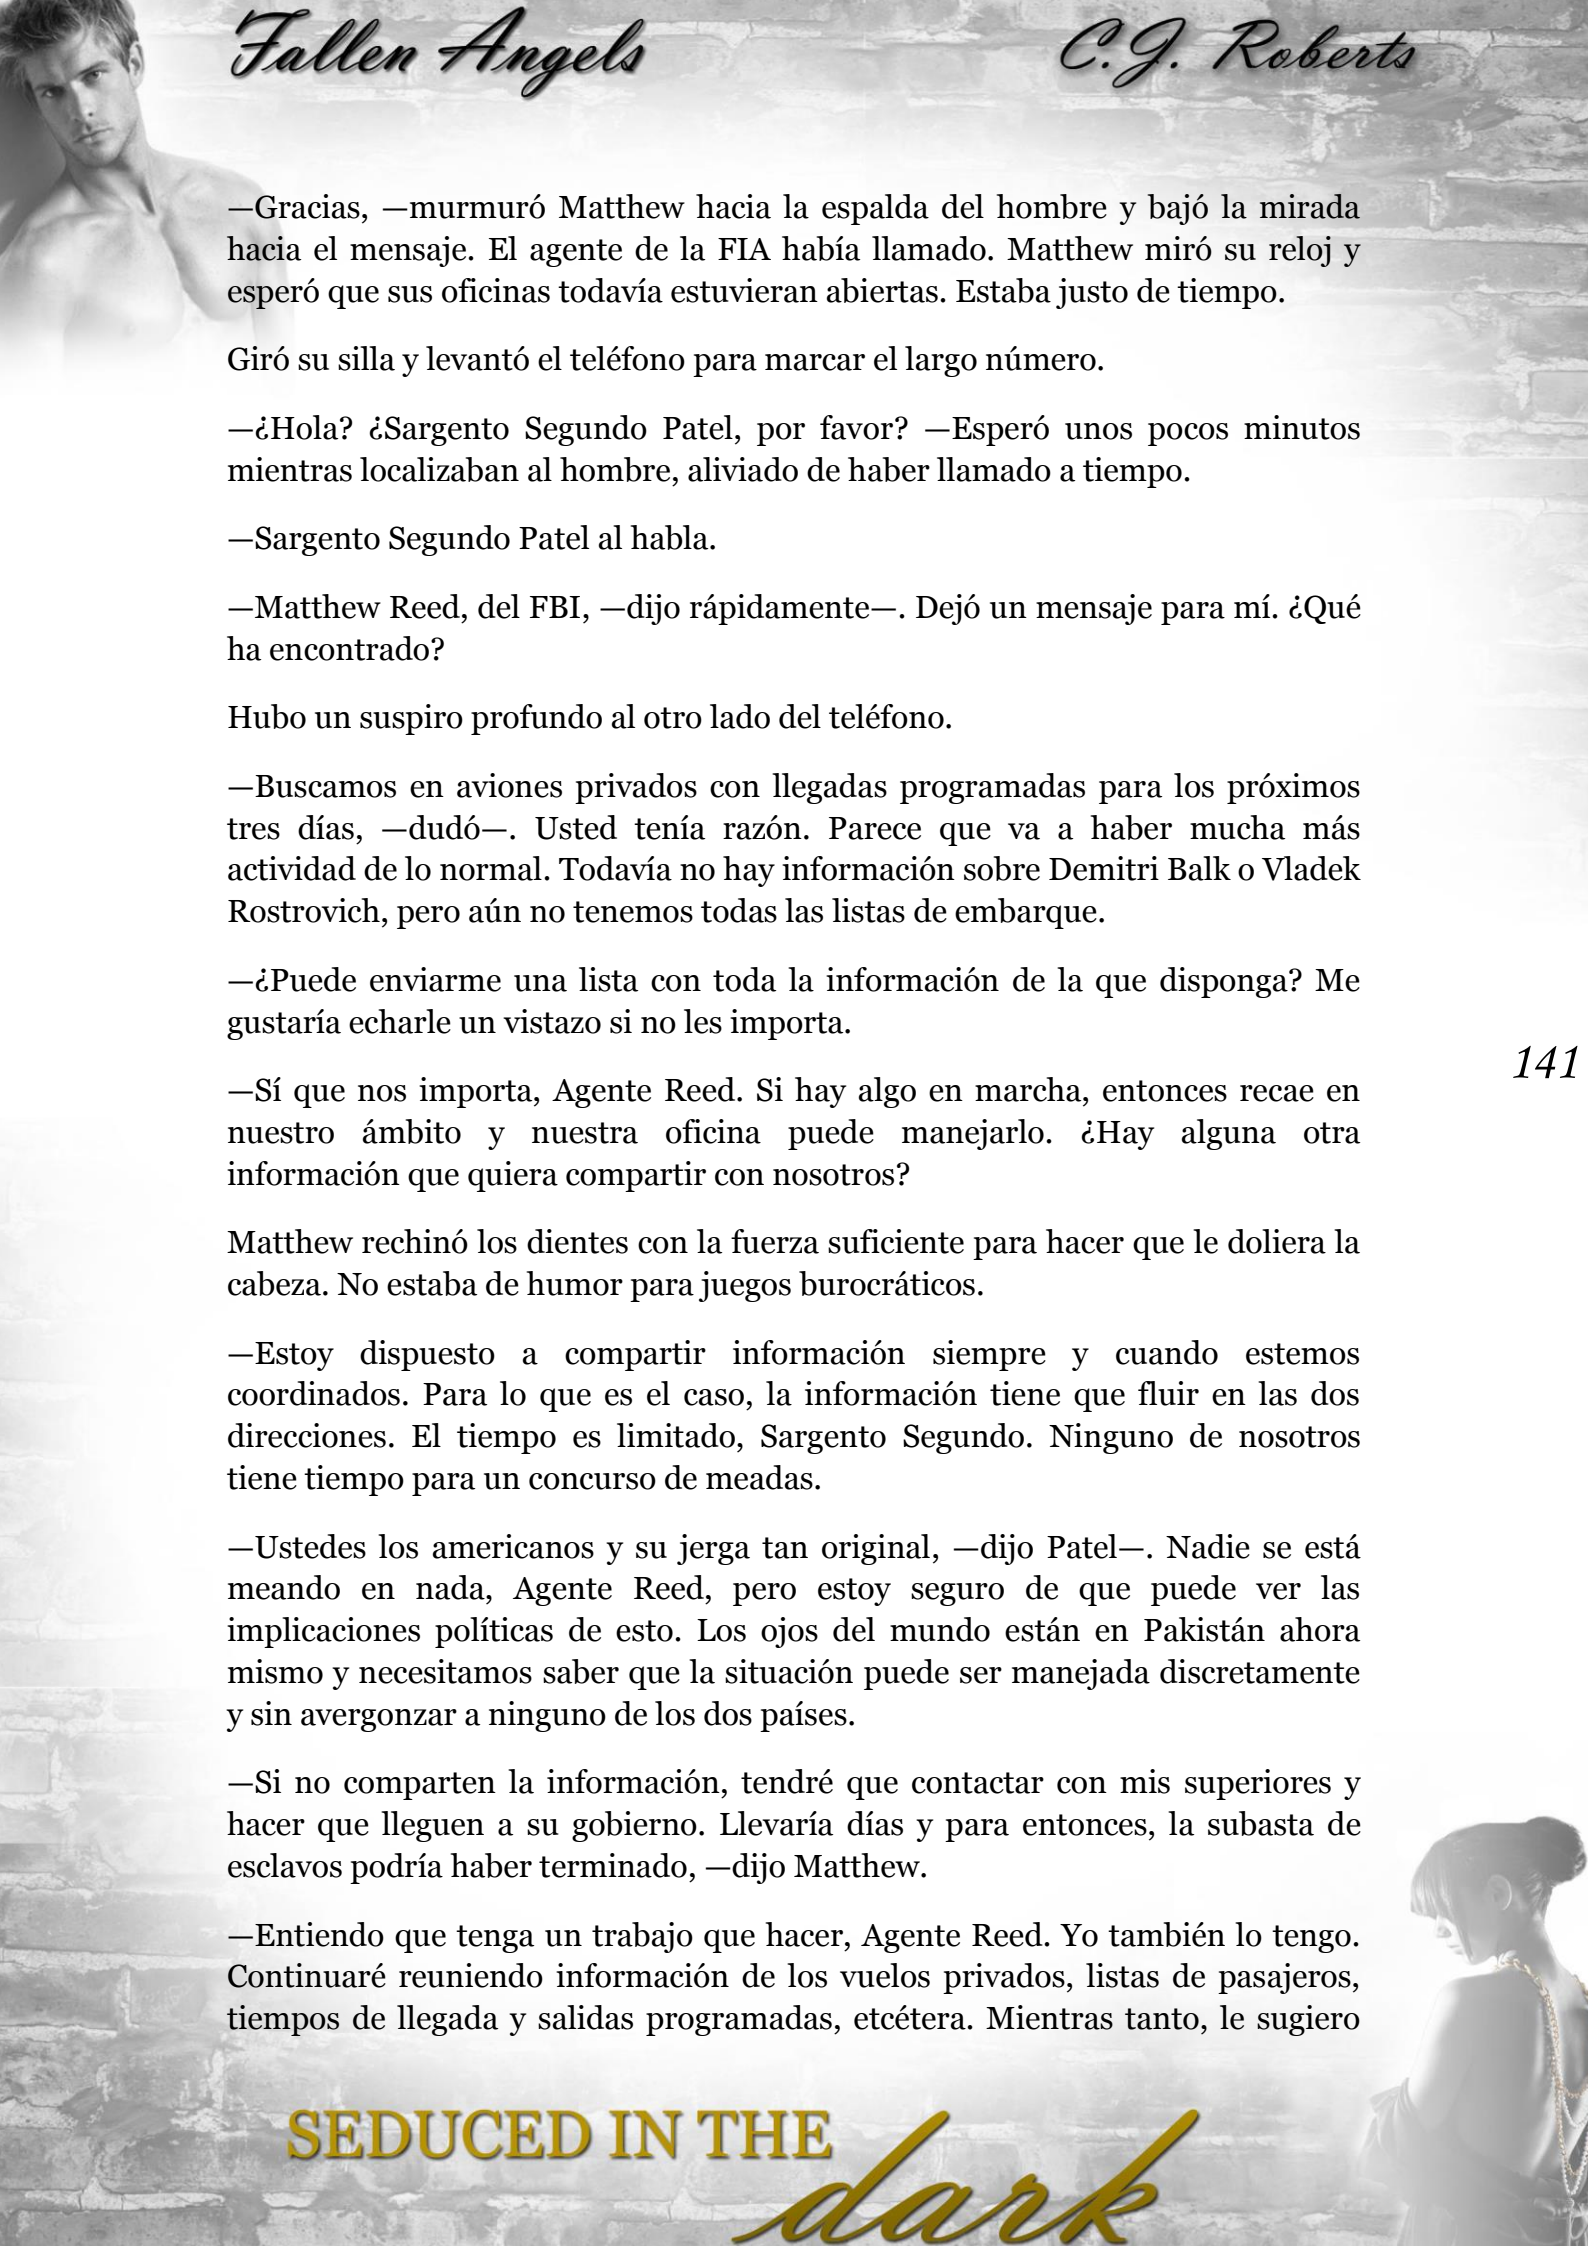 Fallen Angels
C.J. Roberts
—Gracias, —murmuró Matthew hacia la espalda del hombre y bajó la mirada
hacia el mensaje. El agente de la FIA había llamado. Matthew miró su reloj y
esperó que sus oficinas todavía estuvieran abiertas. Estaba justo de tiempo.
Giró su silla y levantó el teléfono para marcar el largo número.
—¿Hola? ¿Sargento Segundo Patel, por favor? —Esperó unos pocos minutos
mientras localizaban al hombre, aliviado de haber llamado a tiempo.
—Sargento Segundo Patel al habla.
—Matthew Reed, del FBI, —dijo rápidamente—. Dejó un mensaje para mí. ¿Qué
ha encontrado?
Hubo un suspiro profundo al otro lado del teléfono.
—Buscamos en aviones privados con llegadas programadas para los próximos
tres días, —dudó—. Usted tenía razón. Parece que va a haber mucha más
actividad de lo normal. Todavía no hay información sobre Demitri Balk o Vladek
Rostrovich, pero aún no tenemos todas las listas de embarque.
—¿Puede enviarme una lista con toda la información de la que disponga? Me
gustaría echarle un vistazo si no les importa.
—Sí que nos importa, Agente Reed. Si hay algo en marcha, entonces recae en
nuestro ámbito y nuestra oficina puede manejarlo. ¿Hay alguna otra
información que quiera compartir con nosotros?
Matthew rechinó los dientes con la fuerza suficiente para hacer que le doliera la
cabeza. No estaba de humor para juegos burocráticos.
—Estoy dispuesto a compartir información siempre y cuando estemos
coordinados. Para lo que es el caso, la información tiene que fluir en las dos
direcciones. El tiempo es limitado, Sargento Segundo. Ninguno de nosotros
tiene tiempo para un concurso de meadas.
—Ustedes los americanos y su jerga tan original, —dijo Patel—. Nadie se está
meando en nada, Agente Reed, pero estoy seguro de que puede ver las
implicaciones políticas de esto. Los ojos del mundo están en Pakistán ahora
mismo y necesitamos saber que la situación puede ser manejada discretamente
y sin avergonzar a ninguno de los dos países.
—Si no comparten la información, tendré que contactar con mis superiores y
hacer que lleguen a su gobierno. Llevaría días y para entonces, la subasta de
esclavos podría haber terminado, —dijo Matthew.
—Entiendo que tenga un trabajo que hacer, Agente Reed. Yo también lo tengo.
Continuaré reuniendo información de los vuelos privados, listas de pasajeros,
tiempos de llegada y salidas programadas, etcétera. Mientras tanto, le sugiero
141
SEDUCED IN THE
dark